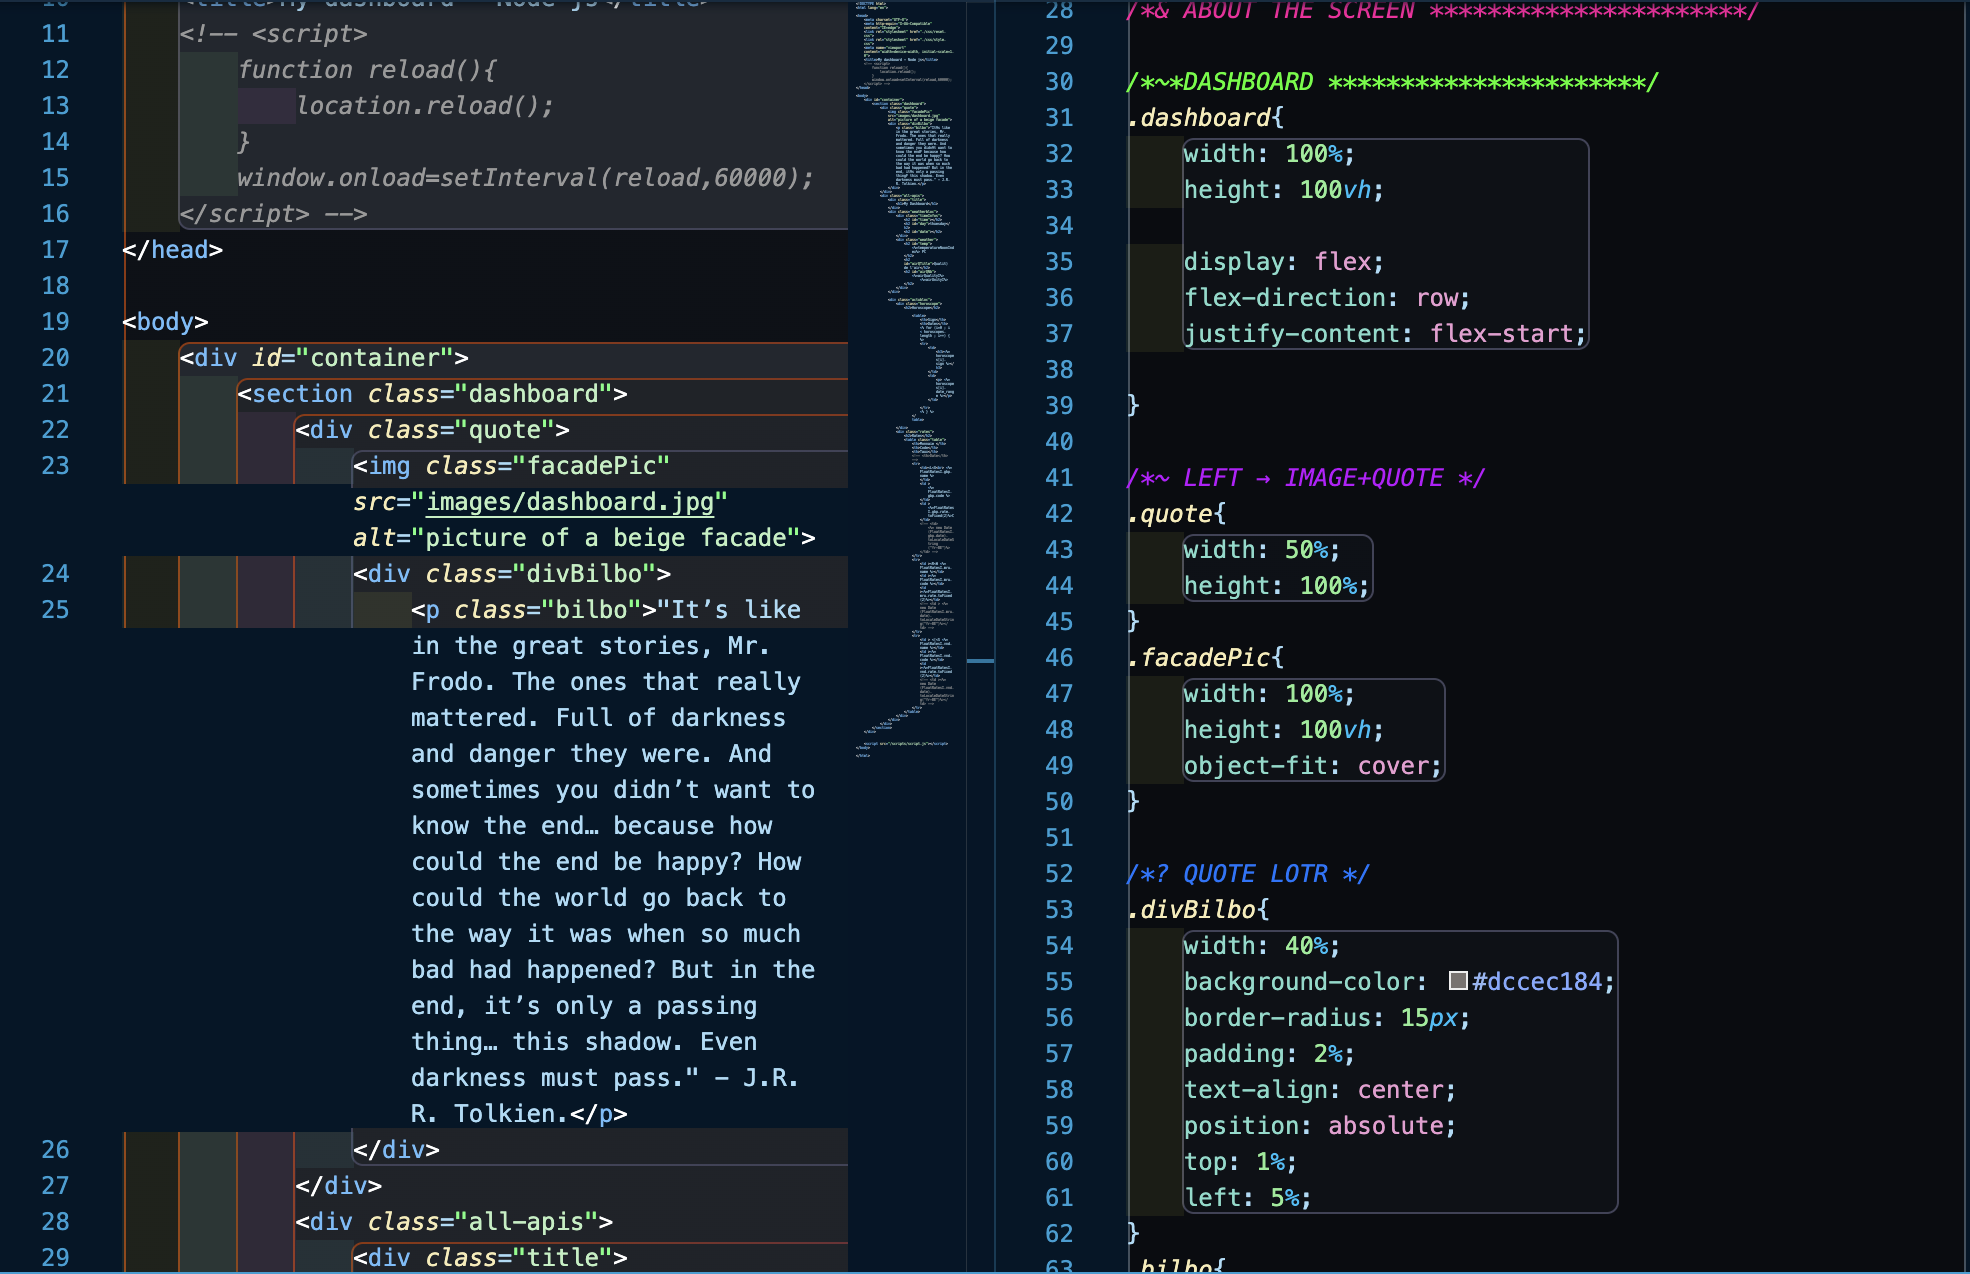 <title>My dashboard - Node js</title>
11 <!-- <script>
12 function reload(){
13 location.reload();
14 }
15 window.onload=setInterval(reload,60000);
16 </script> -->
17 </head>
18
19 <body>
20 <div id="container">
21 <section class="dashboard">
22 <div class="quote">
23 <img class="facadePic"
src="images/dashboard.jpg"
alt="picture of a beige facade">
24 <div class="divBilbo">
25 <p class="bilbo">"It’s like
in the great stories, Mr.
Frodo. The ones that really
mattered. Full of darkness
and danger they were. And
sometimes you didn’t want to
know the end… because how
could the end be happy? How
could the world go back to
the way it was when so much
bad had happened? But in the
end, it’s only a passing
thing… this shadow. Even
darkness must pass." - J.R.
R. Tolkien.</p>
26 </div>
27 </div>
28 <div class="all-apis">
29 <div class="title">
28 /*& ABOUT THE SCREEN **********************/
29
30 /*~*DASHBOARD **********************/
31 .dashboard{
32 width: 100%;
33 height: 100vh;
34
35 display: flex;
36 flex-direction: row;
37 justify-content: flex-start;
38
39 }
40
41 /*~ LEFT → IMAGE+QUOTE */
42 .quote{
43 width: 50%;
44 height: 100%;
45 }
46 .facadePic{
47 width: 100%;
48 height: 100vh;
49 object-fit: cover;
50 }
51
52 /*? QUOTE LOTR */
53 .divBilbo{
54 width: 40%;
55 background-color: #dccec184;
56 border-radius: 15px;
57 padding: 2%;
58 text-align: center;
59 position: absolute;
60 top: 1%;
61 left: 5%;
62 }
63 .bilbo{